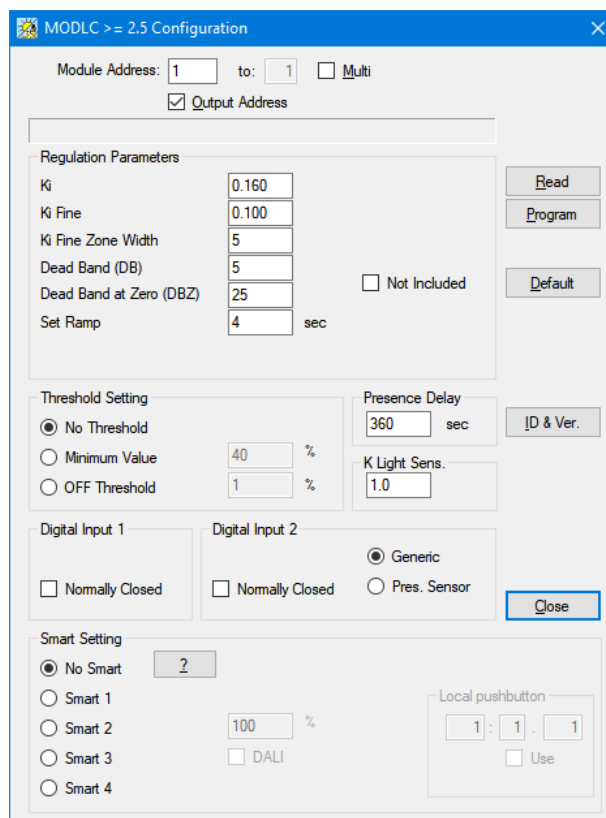 MODLC >= 2.5 Configuration
Module Address: 1 to: 1 Multi
Output Address
Regulation Parameters
Ki 0.160
Ki Fine 0.100
Ki Fine Zone Width 5
Dead Band (DB) 5
Dead Band at Zero (DBZ) 25
Not Included
Set Ramp 4 sec
Read
Program
Default
Threshold Setting
No Threshold
Minimum Value 40 %
OFF Threshold 1 %
Presence Delay
360 sec
K Light Sens.
1.0
ID & Ver.
Digital Input 1
Normally Closed
Digital Input 2
Normally Closed
Generic
Pres. Sensor
Close
Smart Setting
No Smart ?
Smart 1
Smart 2 100 %
Smart 3 DALI
Smart 4
Local pushbutton
1 : 1 . 1
Use